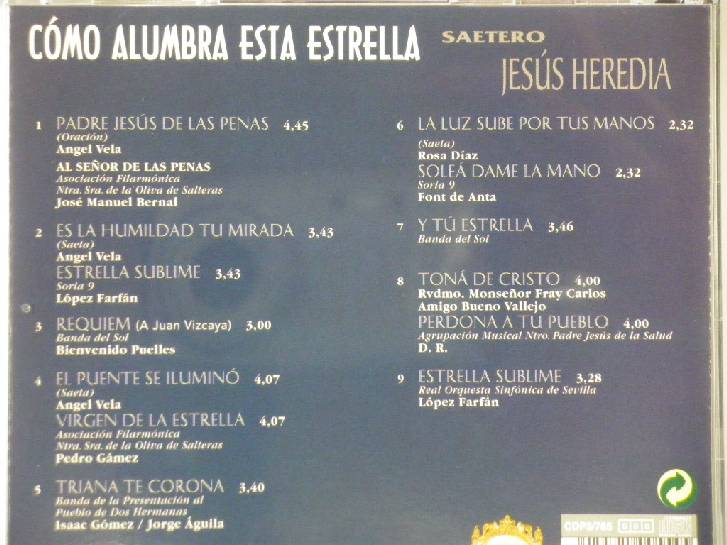 CÓMO ALUMBRA ESTA ESTRELLA
SAETERO
JESÚS HEREDIA
1 PADRE JESÚS DE LAS PENAS 4,45
(Oración)
Angel Vela
AL SEÑOR DE LAS PENAS
Asociación Filarmónica
Ntra. Sra. de la Oliva de Salteras
José Manuel Bernal
2 ES LA HUMILDAD TU MIRADA 3,43
(Saeta)
Angel Vela
ESTRELLA SUBLIME 3,43
Soria 9
López Farfán
3 REQUIEM (A Juan Vizcaya) 3,00
Banda del Sol
Bienvenido Puelles
4 EL PUENTE SE ILUMINÓ 4,07
(Saeta)
Angel Vela
VIRGEN DE LA ESTRELLA 4,07
Asociación Filarmónica
Ntra. Sra. de la Oliva de Salteras
Pedro Gámez
5 TRIANA TE CORONA 3,40
Banda de la Presentación al
Pueblo de Dos Hermanas
Isaac Gómez / Jorge Águila
6 LA LUZ SUBE POR TUS MANOS 2,32
(Saeta)
Rosa Díaz
SOLEÁ DAME LA MANO 2,32
Soria 9
Font de Anta
7 Y TÚ ESTRELLA 3,46
Banda del Sol
8 TONÁ DE CRISTO 4,00
Rvdmo. Monseñor Fray Carlos
Amigo Bueno Vallejo
PERDONA A TU PUEBLO 4,00
Agrupación Musical Ntro. Padre Jesús de la Salud
D. R.
9 ESTRELLA SUBLIME 3,28
Real Orquesta Sinfónica de Sevilla
López Farfán